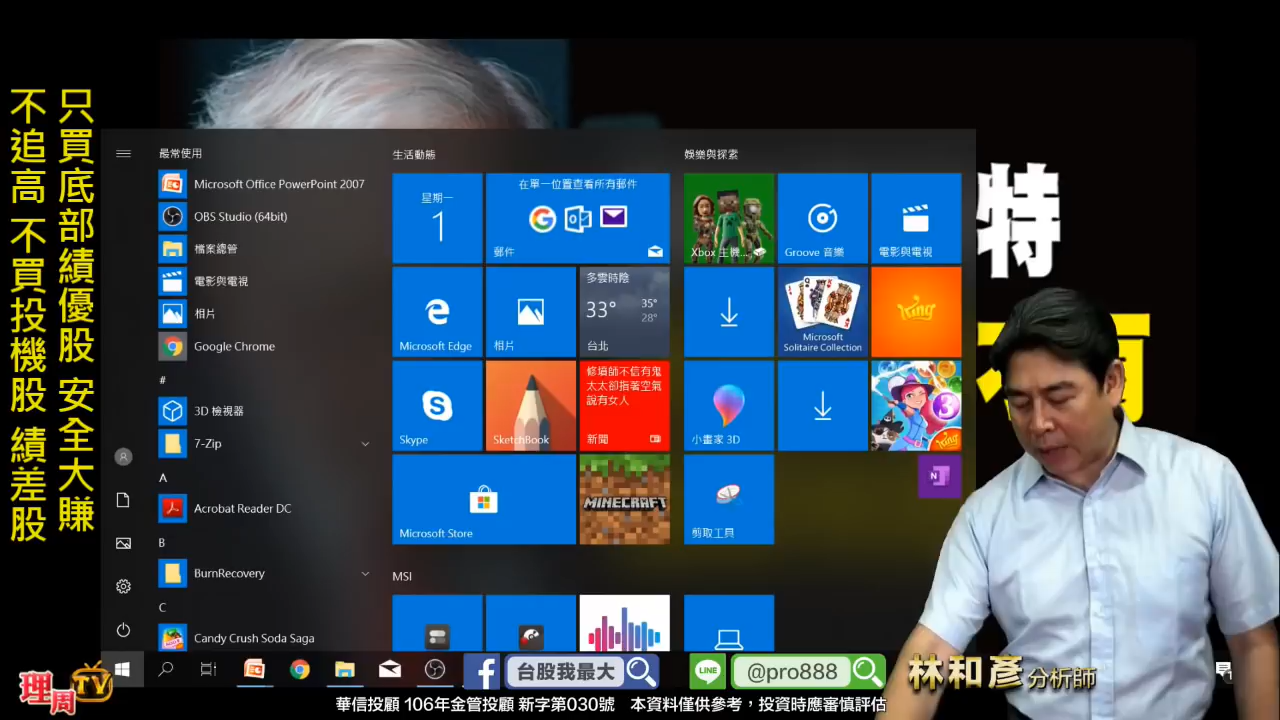 只買底部績優股 安全大賺
不追高 不買投機股 績差股
特
最常使用
Microsoft Office PowerPoint 2007
OBS Studio (64bit)
檔案總管
電影與電視
相片
Google Chrome
#
3D 檢視器
7-Zip
A
Acrobat Reader DC
B
BurnRecovery
C
Candy Crush Soda Saga
生活動態
星期一
1
在單一位置查看所有郵件
郵件
Microsoft Edge
相片
多雲時陰
33°
35°
28°
台北
Skype
SketchBook
修墳師不信有鬼
太太卻指著空氣
說有女人
新聞
Microsoft Store
MINECRAFT
MSI
娛樂與探索
Xbox 主機...
Groove 音樂
電影與電視
Microsoft
Solitaire Collection
King
小畫家 3D
3
King
N
剪取工具
理周TV
台股我最大
LINE
@pro888
林和彥 分析師
華信投顧 106年金管投顧 新字第030號 本資料僅供參考，投資時應審慎評估